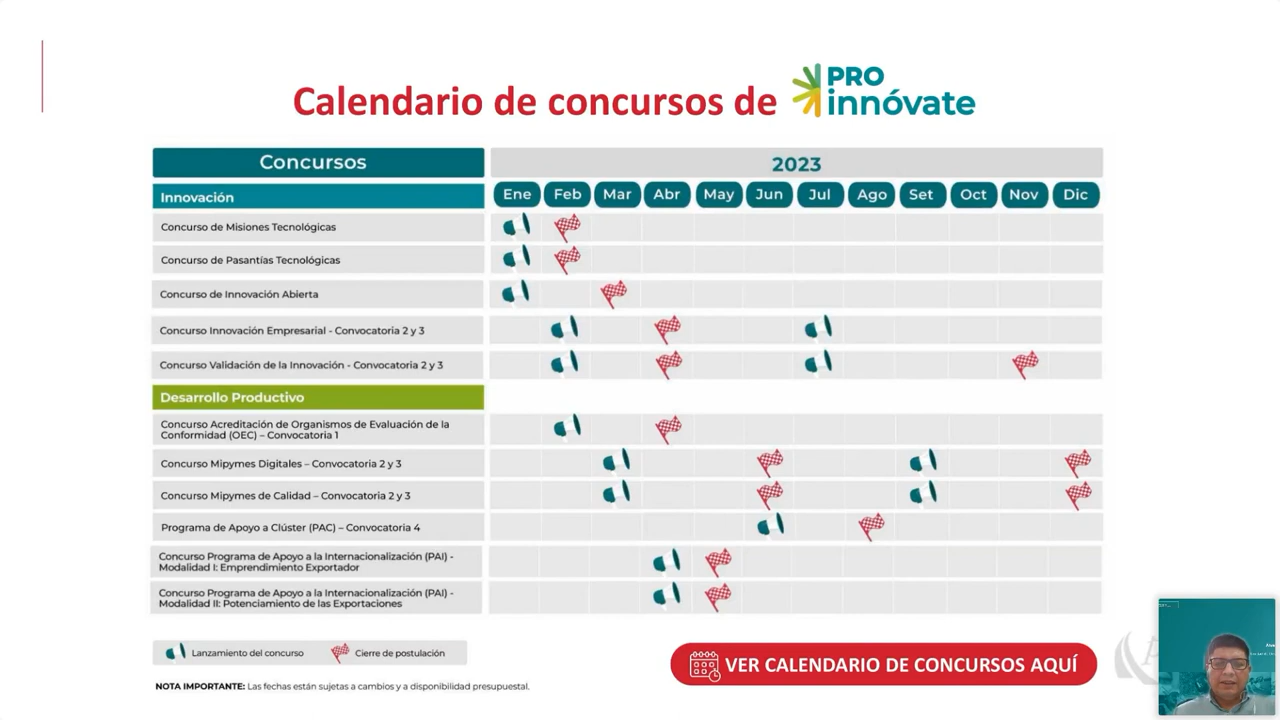 Calendario de concursos de PRO innóvate
Concursos
2023
Innovación
Ene Feb Mar Abr May Jun Jul Ago Set Oct Nov Dic
Concurso de Misiones Tecnológicas
Concurso de Pasantías Tecnológicas
Concurso de Innovación Abierta
Concurso Innovación Empresarial - Convocatoria 2 y 3
Concurso Validación de la Innovación - Convocatoria 2 y 3
Desarrollo Productivo
Concurso Acreditación de Organismos de Evaluación de la
Conformidad (OEC) – Convocatoria 1
Concurso Mipymes Digitales – Convocatoria 2 y 3
Concurso Mipymes de Calidad – Convocatoria 2 y 3
Programa de Apoyo a Clúster (PAC) – Convocatoria 4
Concurso Programa de Apoyo a la Internacionalización (PAI) -
Modalidad I: Emprendimiento Exportador
Concurso Programa de Apoyo a la Internacionalización (PAI) -
Modalidad II: Potenciamiento de las Exportaciones
Lanzamiento del concurso
Cierre de postulación
VER CALENDARIO DE CONCURSOS AQUÍ
NOTA IMPORTANTE: Las fechas están sujetas a cambios y a disponibilidad presupuestal.